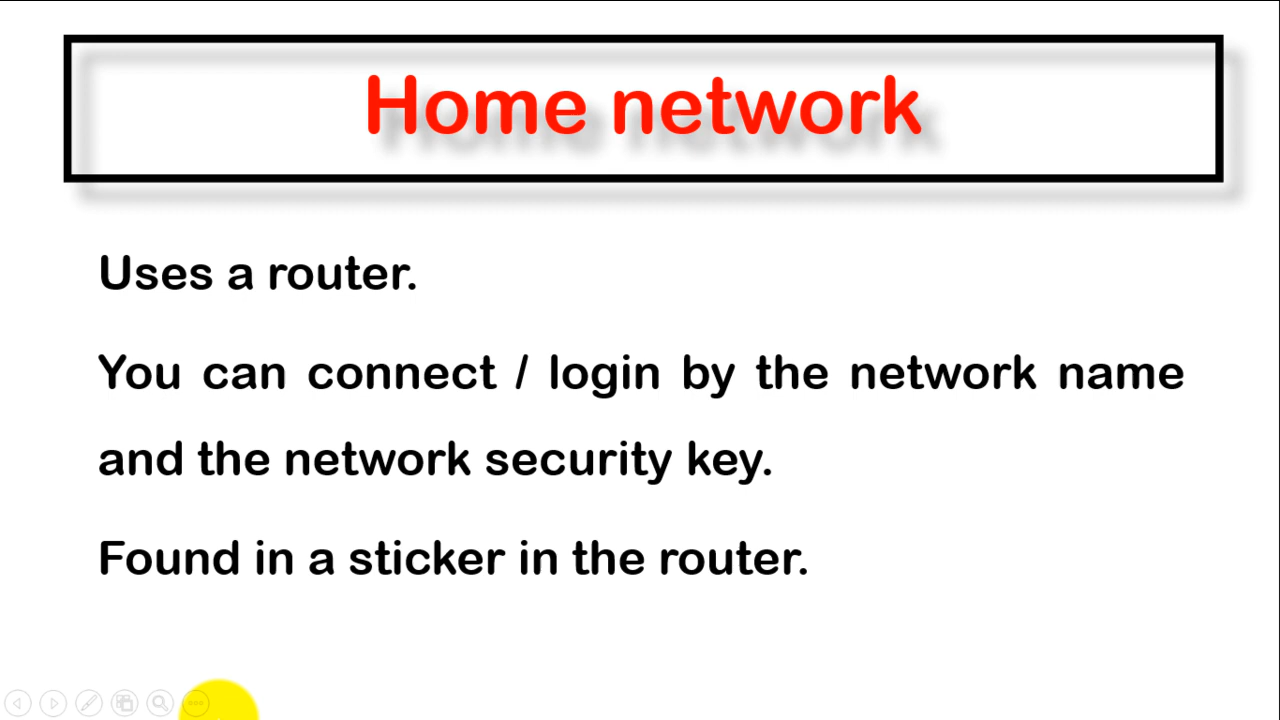 Home network
Uses a router.
You can connect / login by the network name
and the network security key.
Found in a sticker in the router.